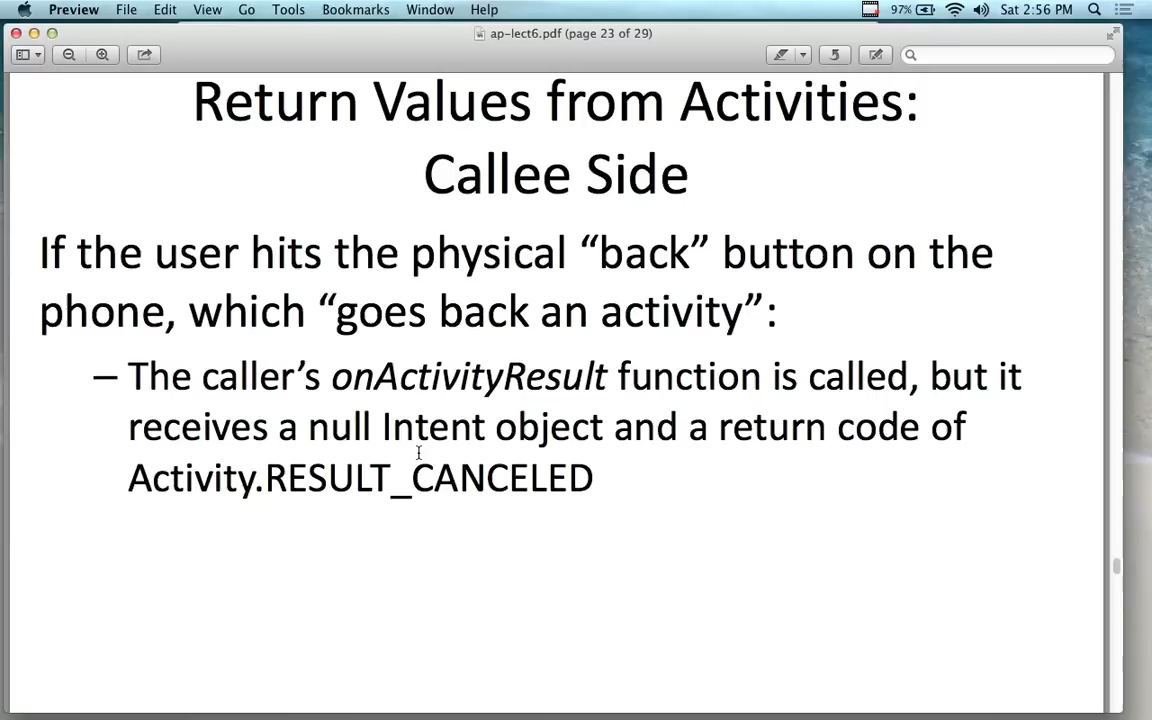 Preview File Edit View Go Tools Bookmarks Window Help 97% Sat 2:56 PM
ap-lect6.pdf (page 23 of 29)
Return Values from Activities:
Callee Side
If the user hits the physical “back” button on the
phone, which “goes back an activity”:
– The caller’s onActivityResult function is called, but it
receives a null Intent object and a return code of
Activity.RESULT_CANCELED